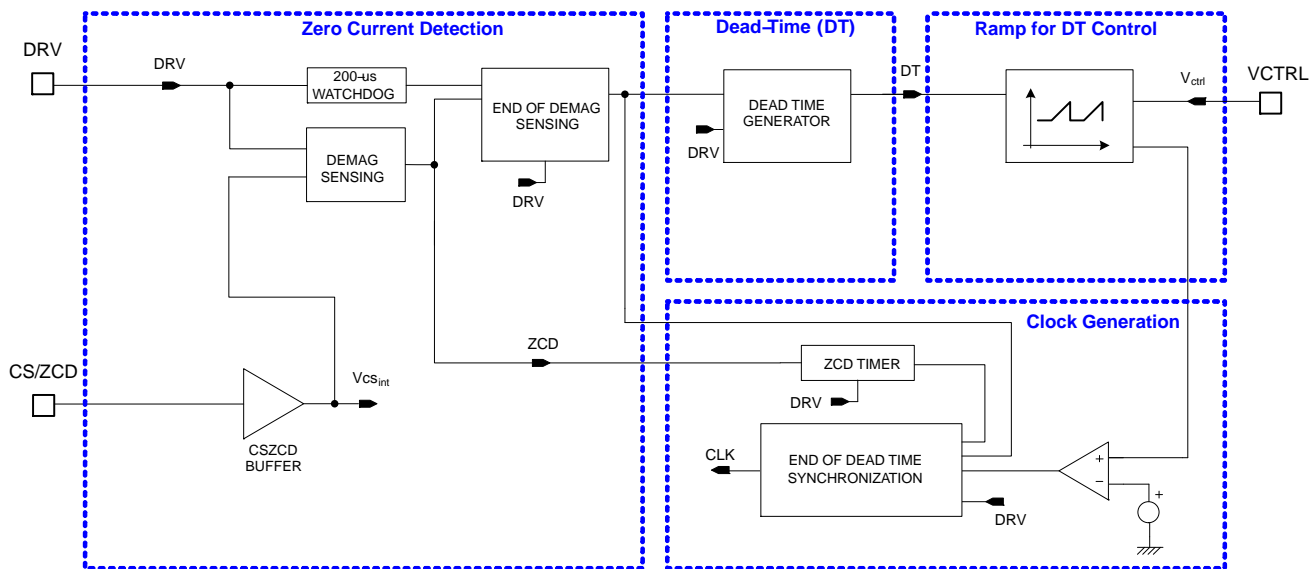 Zero Current Detection
Dead-Time (DT)
Ramp for DT Control
DRV
DRV
200-us
WATCHDOG
END OF DEMAG
SENSING
DRV
DEMAG
SENSING
DEAD TIME
GENERATOR
DRV
DT
Vctrl
VCTRL
Clock Generation
CS/ZCD
Vcsint
CSZCD
BUFFER
ZCD
ZCD TIMER
DRV
CLK
END OF DEAD TIME
SYNCHRONIZATION
DRV
+
−
+